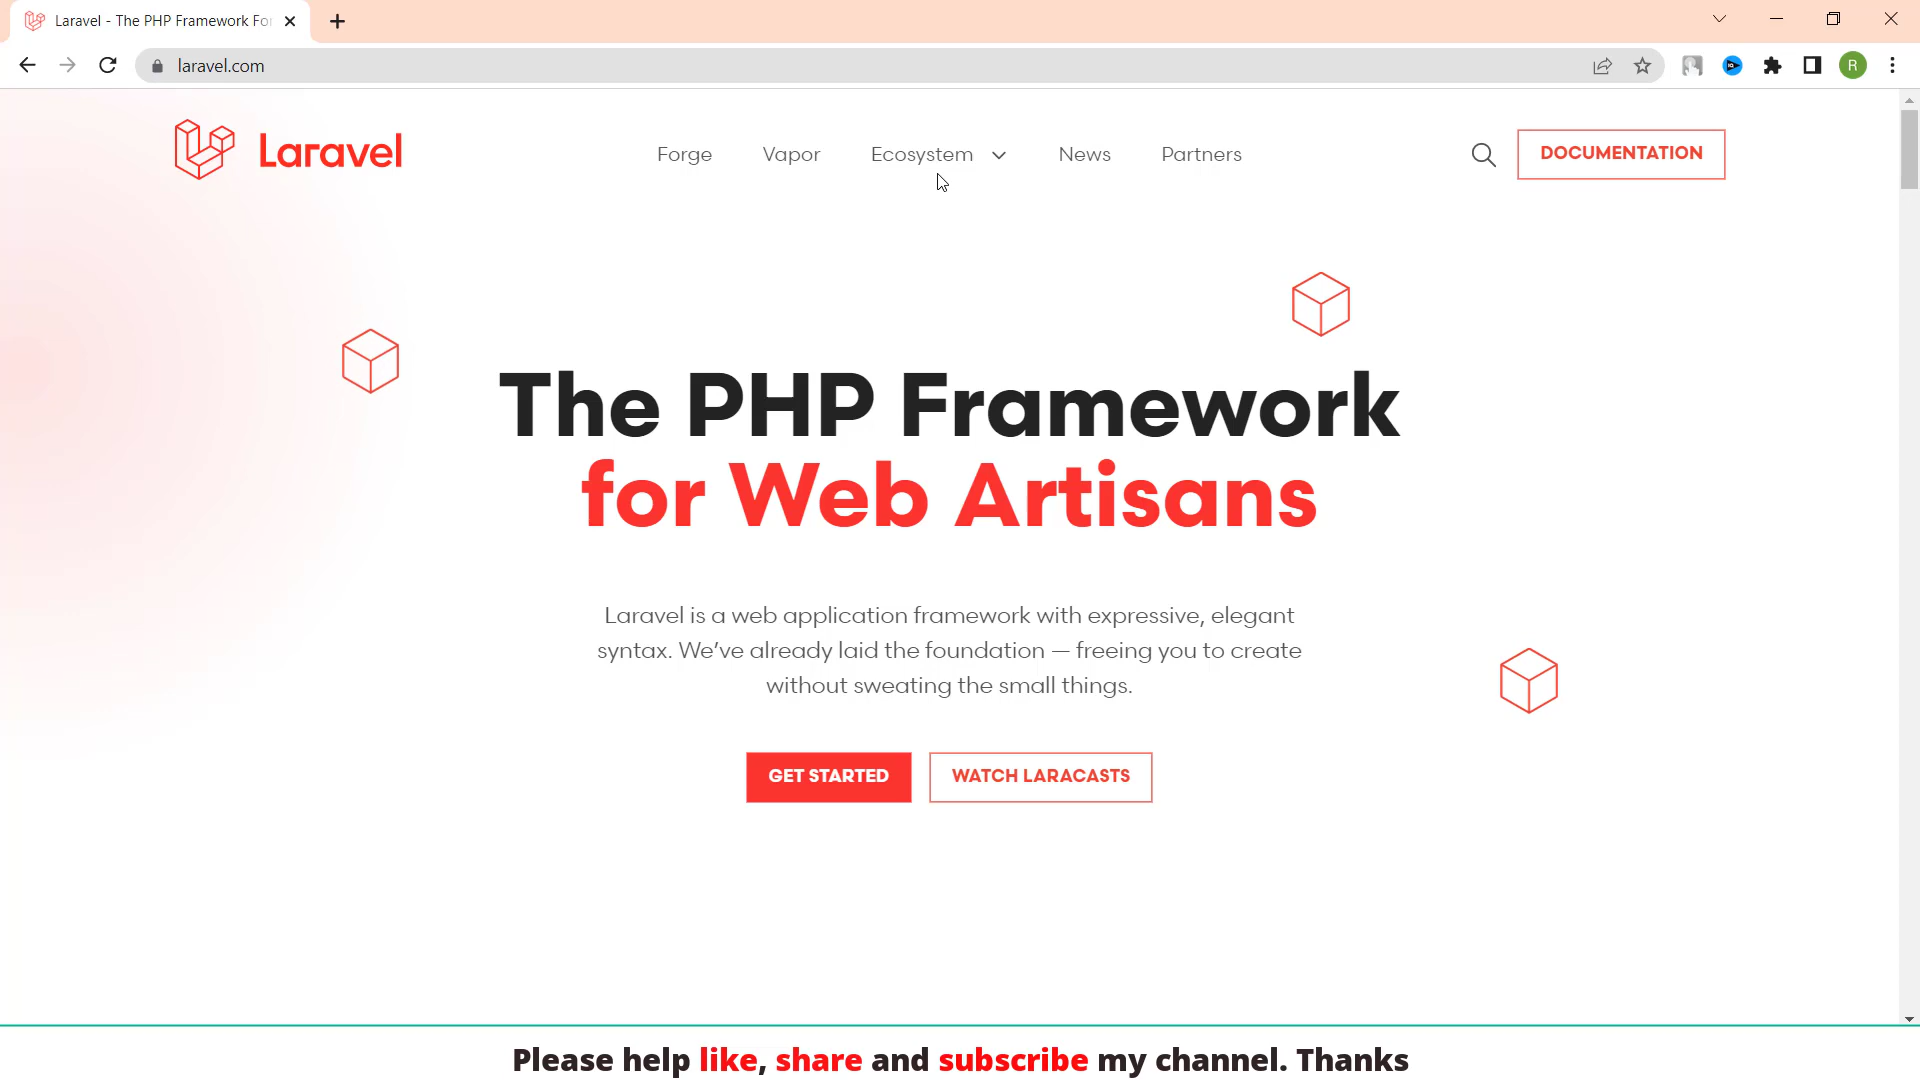 Laravel - The PHP Framework For
laravel.com
R
Laravel
Forge
Vapor
Ecosystem
News
Partners
DOCUMENTATION
The PHP Framework
for Web Artisans
Laravel is a web application framework with expressive, elegant
syntax. We've already laid the foundation — freeing you to create
without sweating the small things.
GET STARTED
WATCH LARACASTS
Please help like, share and subscribe my channel. Thanks